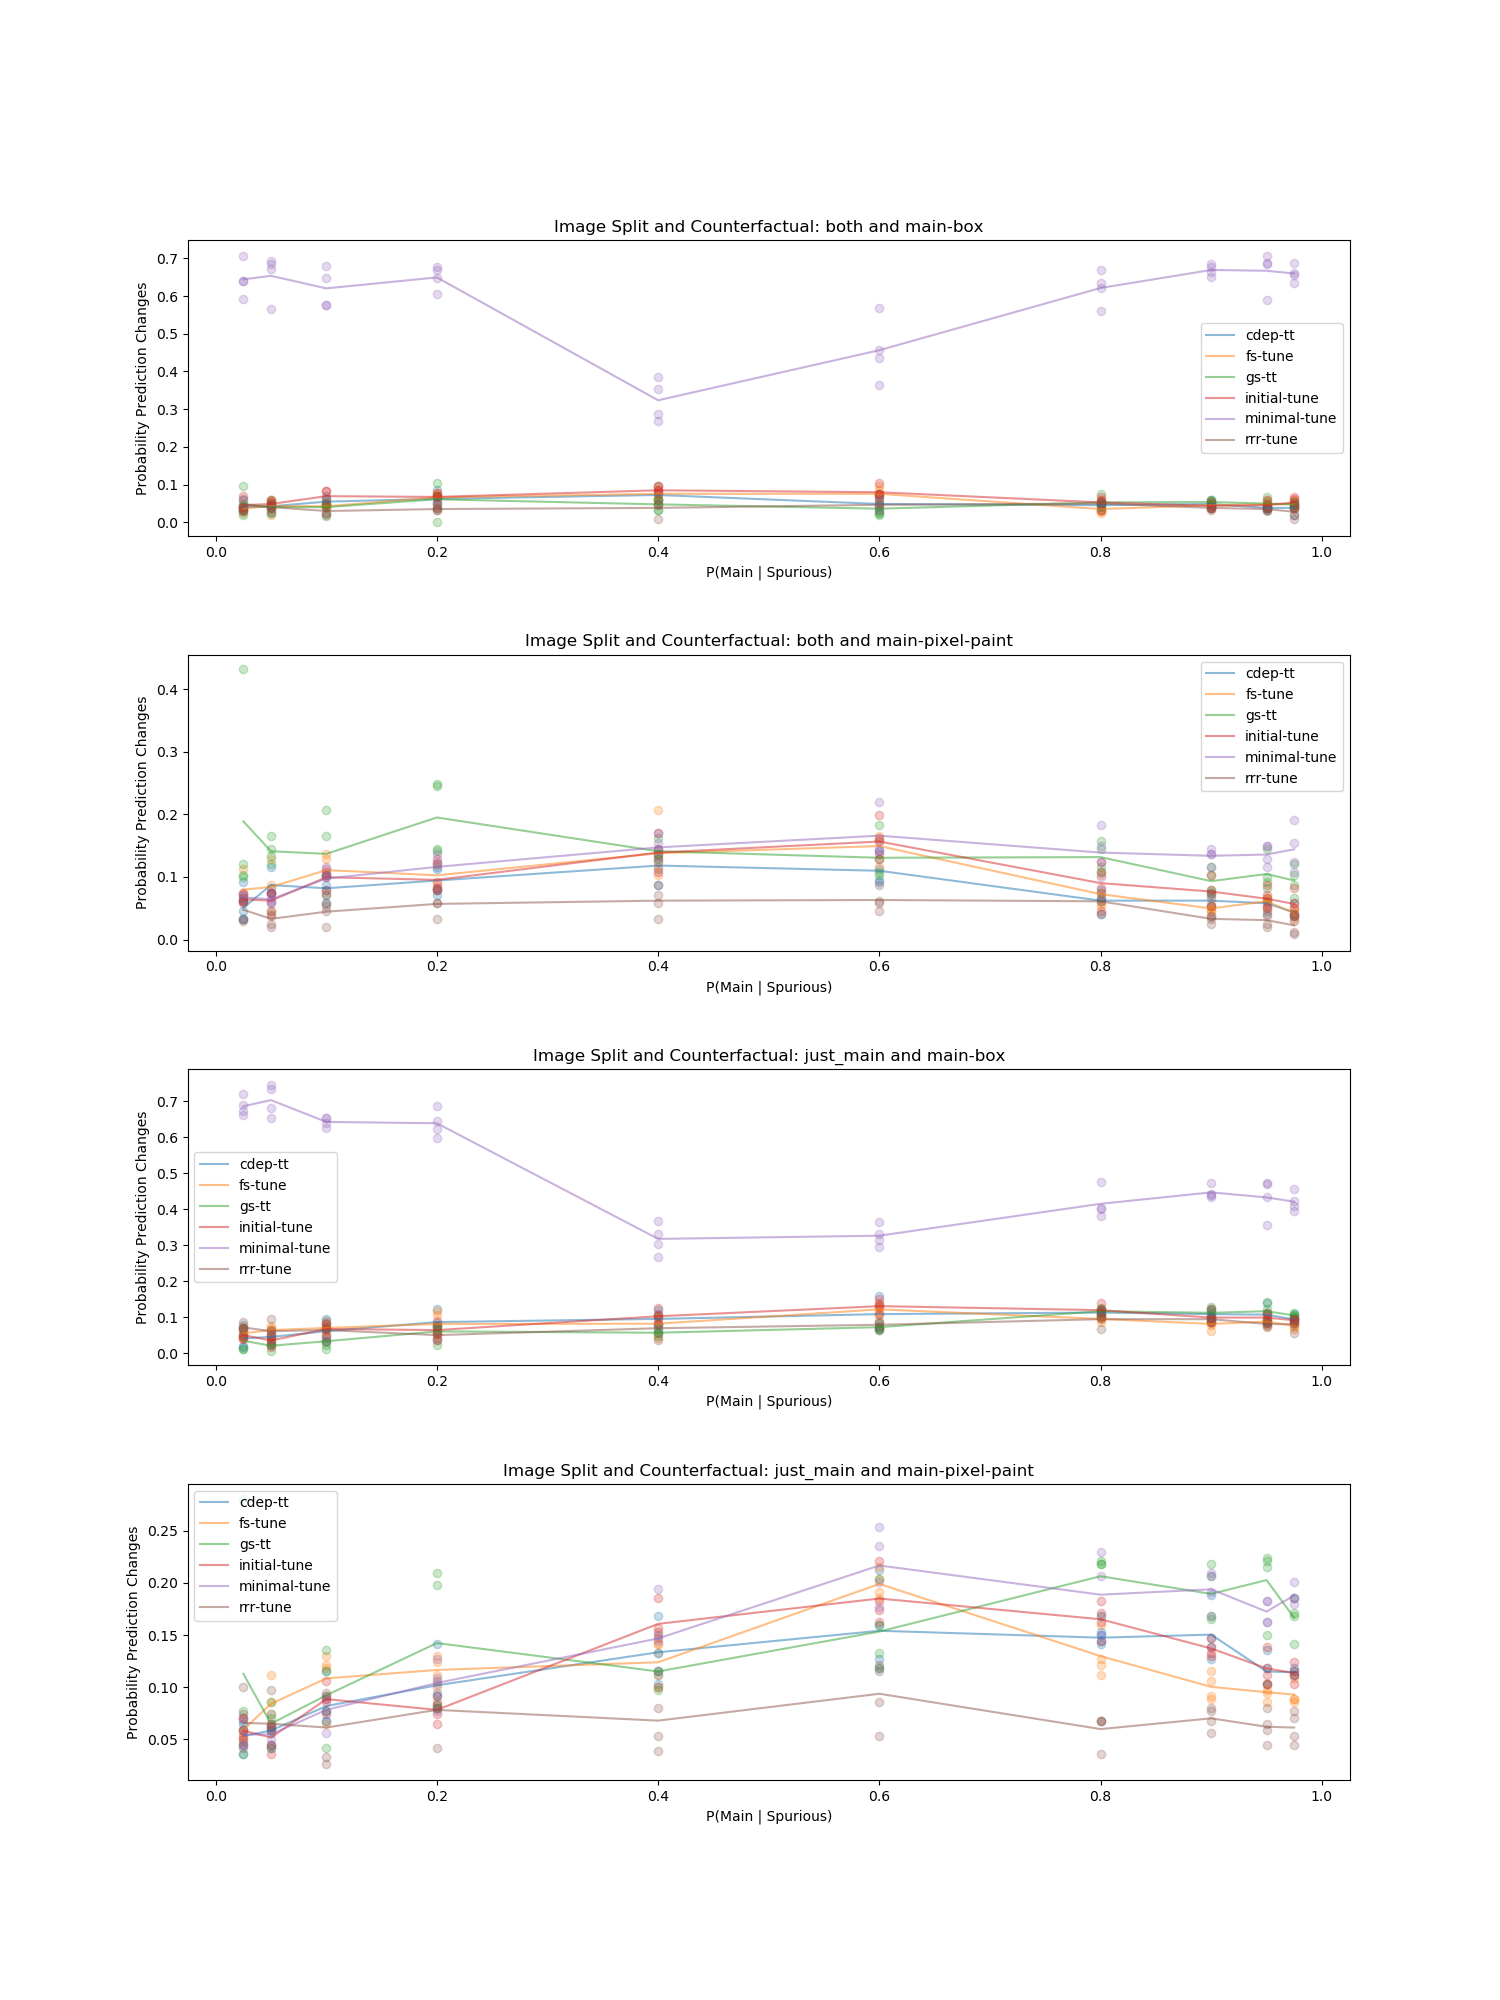 Image Split and Counterfactual: both and main-box
Probability Prediction Changes
0.7
0.6
0.5
0.4
0.3
0.2
0.1
0.0
cdep-tt
fs-tune
gs-tt
initial-tune
minimal-tune
rrr-tune
0.0 0.2 0.4 0.6 0.8 1.0
P(Main | Spurious)
Image Split and Counterfactual: both and main-pixel-paint
Probability Prediction Changes
0.4
0.3
0.2
0.1
0.0
cdep-tt
fs-tune
gs-tt
initial-tune
minimal-tune
rrr-tune
0.0 0.2 0.4 0.6 0.8 1.0
P(Main | Spurious)
Image Split and Counterfactual: just_main and main-box
Probability Prediction Changes
0.7
0.6
0.5
0.4
0.3
0.2
0.1
0.0
cdep-tt
fs-tune
gs-tt
initial-tune
minimal-tune
rrr-tune
0.0 0.2 0.4 0.6 0.8 1.0
P(Main | Spurious)
Image Split and Counterfactual: just_main and main-pixel-paint
Probability Prediction Changes
0.25
0.20
0.15
0.10
0.05
cdep-tt
fs-tune
gs-tt
initial-tune
minimal-tune
rrr-tune
0.0 0.2 0.4 0.6 0.8 1.0
P(Main | Spurious)